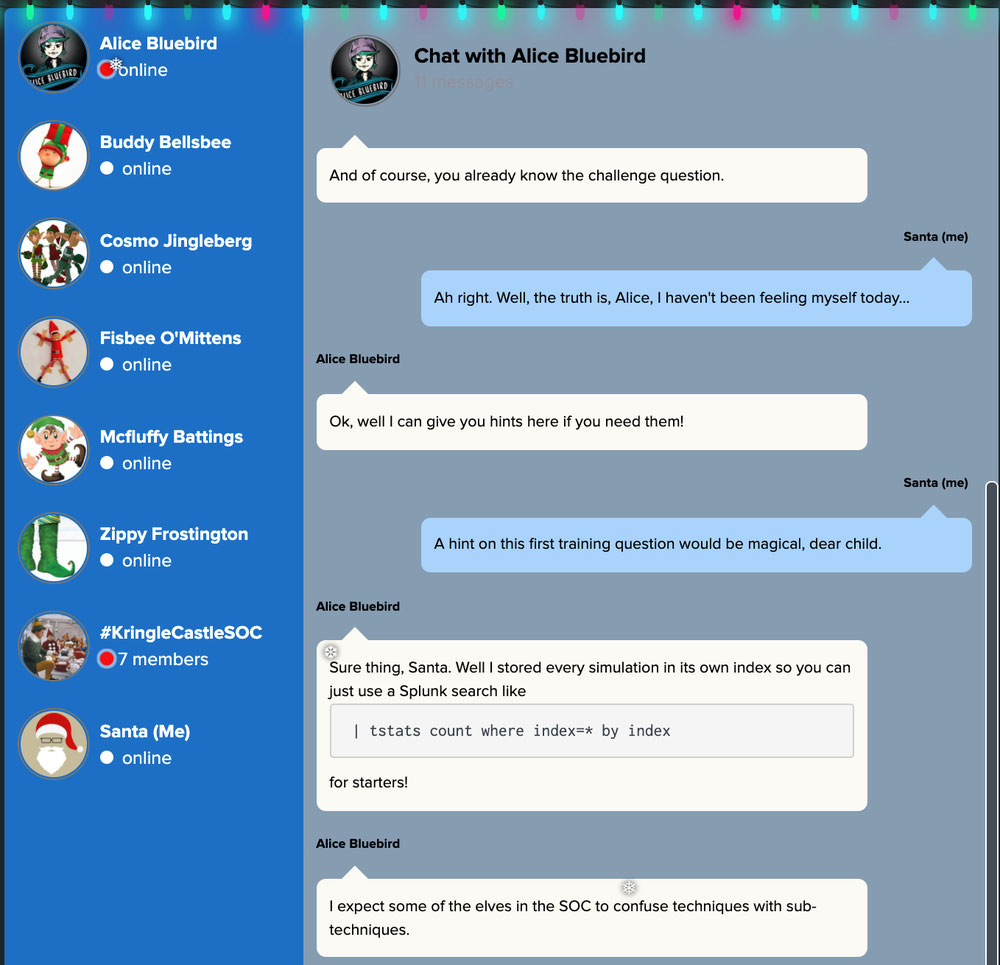 Alice Bluebird
online
Buddy Bellsbee
online
Cosmo Jingleberg
online
Fisbee O'Mittens
online
Mcfluffy Battings
online
Zippy Frostington
online
#KringleCastleSOC
7 members
Santa (Me)
online
ALICE BLUEBIRD
Chat with Alice Bluebird
11 messages
ALICE BLUEBIRD
And of course, you already know the challenge question.
Santa (me)
Ah right. Well, the truth is, Alice, I haven't been feeling myself today...
Alice Bluebird
Ok, well I can give you hints here if you need them!
Santa (me)
A hint on this first training question would be magical, dear child.
Alice Bluebird
Sure thing, Santa. Well I stored every simulation in its own index so you can
just use a Splunk search like
| tstats count where index=* by index
for starters!
Alice Bluebird
I expect some of the elves in the SOC to confuse techniques with sub-
techniques.